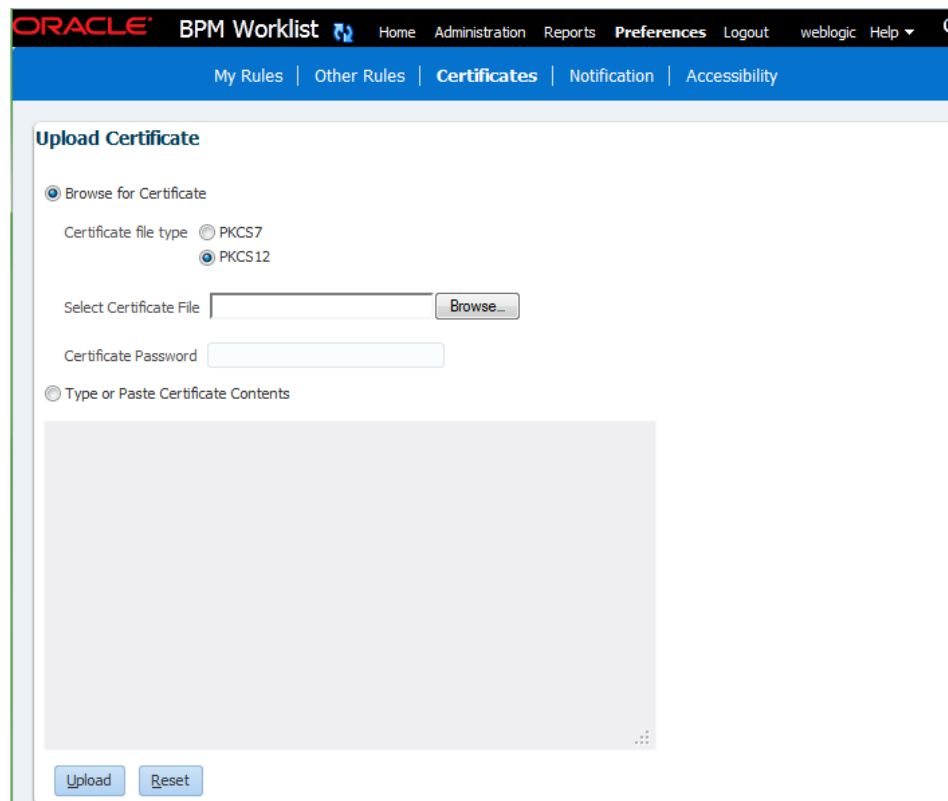 ORACLE BPM Worklist Home Administration Reports Preferences Logout weblogic Help
My Rules Other Rules Certificates Notification Accessibility
Upload Certificate
Browse for Certificate
Certificate file type PKCS7
PKCS12
Select Certificate File Browse...
Certificate Password
Type or Paste Certificate Contents
Upload Reset